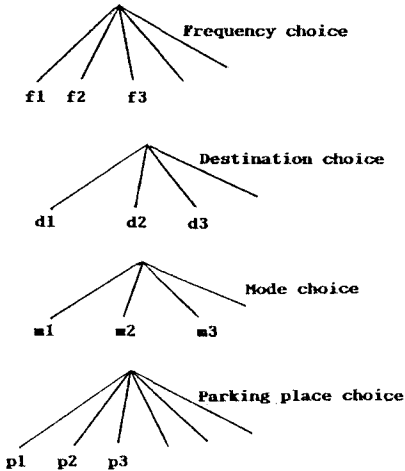 Frequency choice
f1 f2 f3
Destination choice
d1 d2 d3
Mode choice
m1 m2 m3
Parking place choice
p1 p2 p3